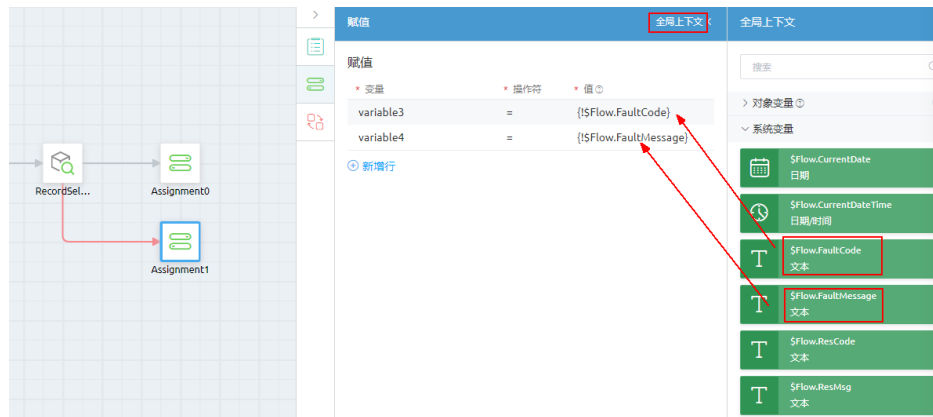 RecordSel...
Assignment0
Assignment1
赋值
全局上下文
赋值
* 变量
* 操作符
* 值
variable3
=
{!$Flow.FaultCode}
variable4
=
{!$Flow.FaultMessage}
新增行
全局上下文
搜索
对象变量
系统变量
$Flow.CurrentDate
日期
$Flow.CurrentDateTime
日期/时间
$Flow.FaultCode
文本
$Flow.FaultMessage
文本
$Flow.ResCode
文本
$Flow.ResMsg
文本